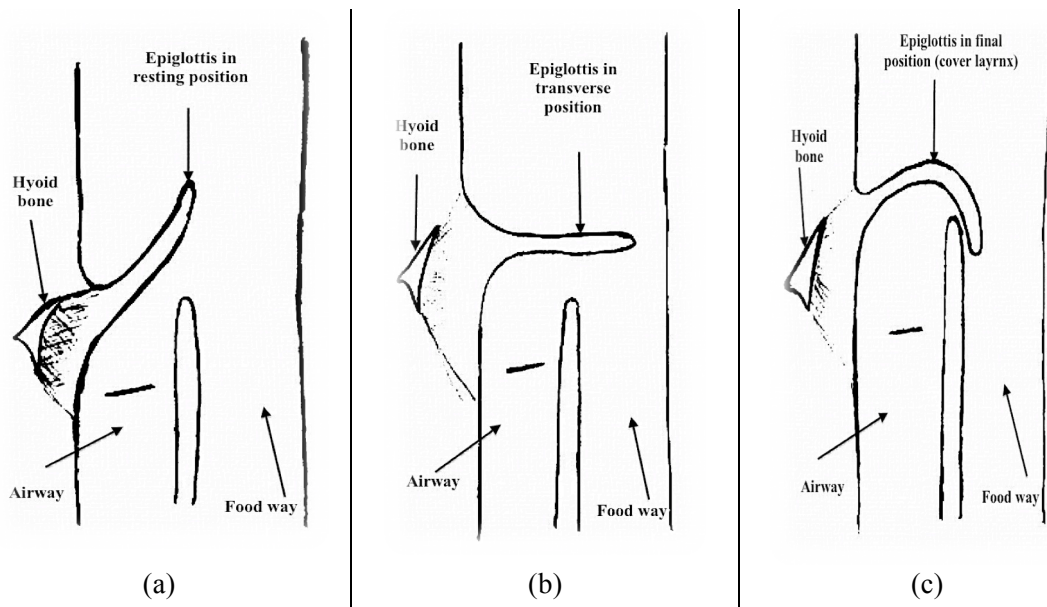 Epiglottis in
resting position
Hyoid
bone
Airway
Food way
(a)
Epiglottis in
transverse
position
Hyoid
bone
Airway
Food way
(b)
Epiglottis in final
position (cover layrnx)
Hyoid
bone
Airway
Food way
(c)